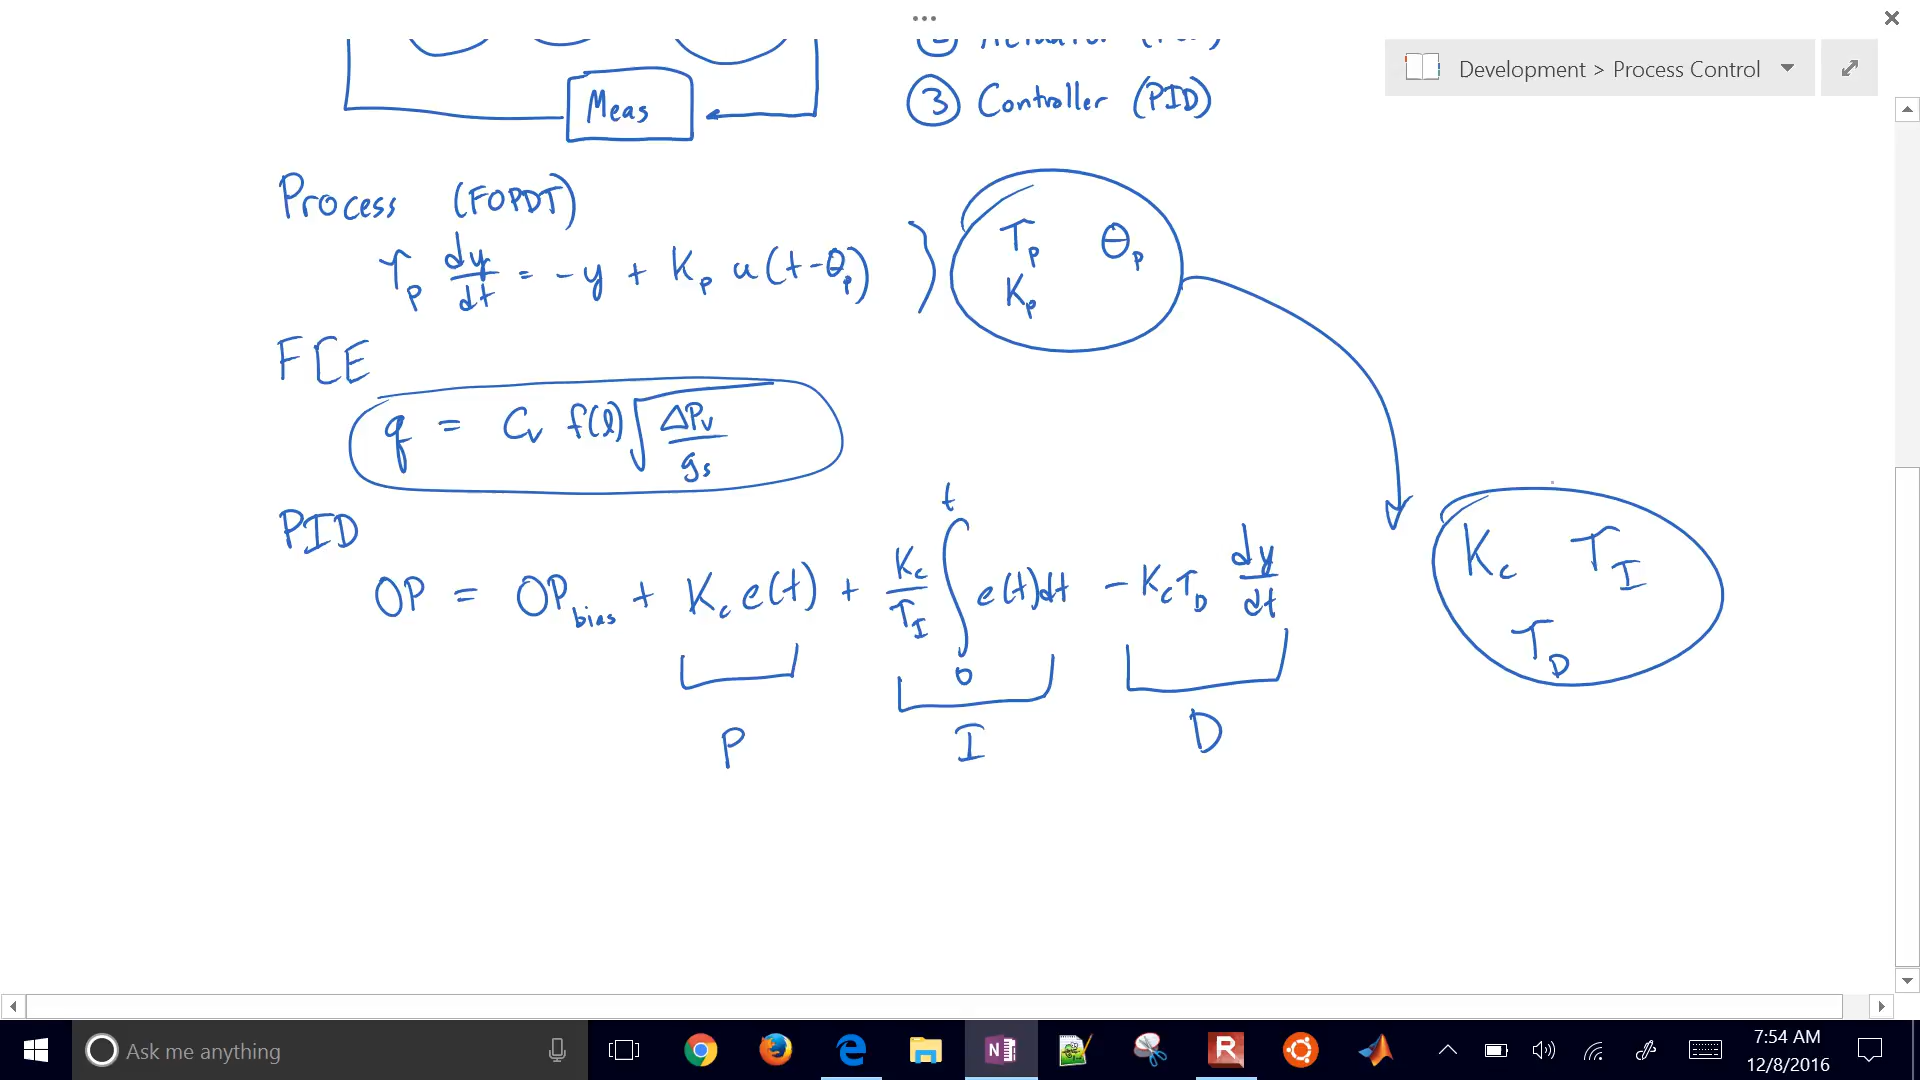 Development > Process Control
③ Controller (PID)
Meas
Process (FOPDT)
τp dy/dt = -y + Kp u(t-θp)
τp θp
Kp
FCE
q = Cv f(l) √(ΔPv/gs)
PID
OP = OPbias + Kc e(t) + Kc/τI ∫₀ᵗ e(t)dt - KcτD dy/dt
Kc τI
τD
P I D
Ask me anything
7:54 AM
12/8/2016